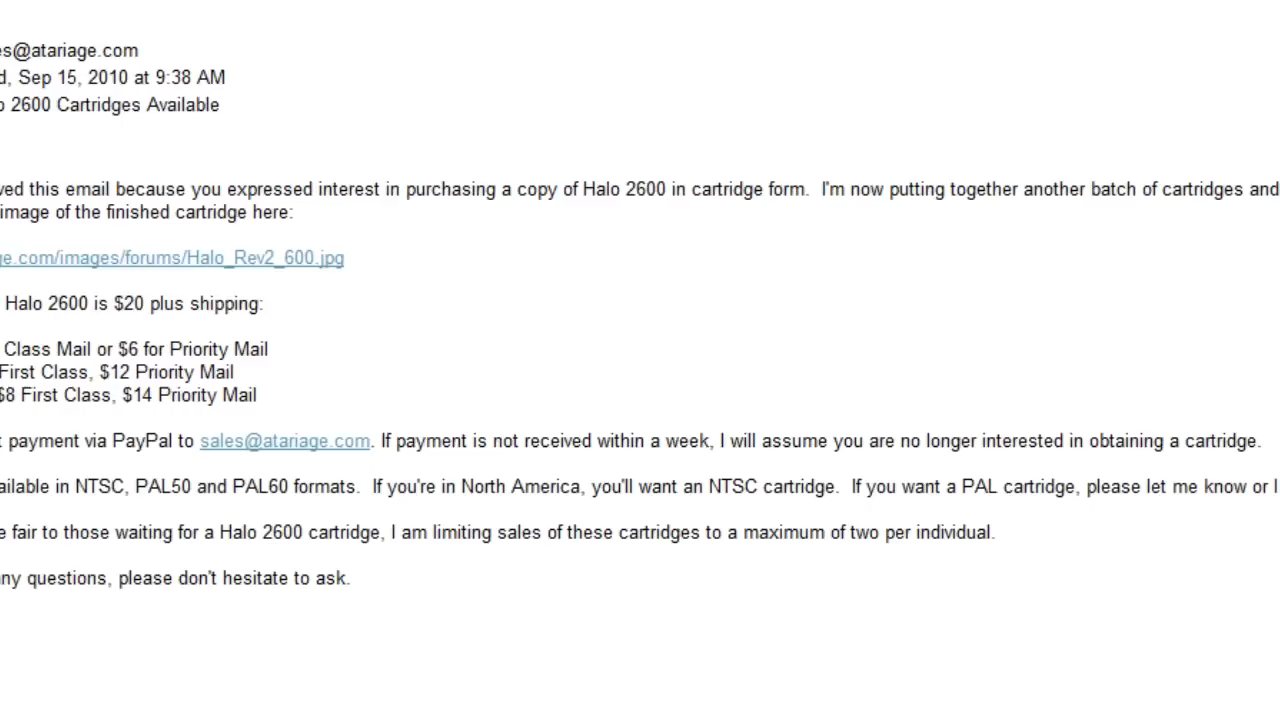 es@atariage.com
d, Sep 15, 2010 at 9:38 AM
o 2600 Cartridges Available
ved this email because you expressed interest in purchasing a copy of Halo 2600 in cartridge form. I'm now putting together another batch of cartridges and
image of the finished cartridge here:
ge.com/images/forums/Halo_Rev2_600.jpg
Halo 2600 is $20 plus shipping:
Class Mail or $6 for Priority Mail
First Class, $12 Priority Mail
$8 First Class, $14 Priority Mail
t payment via PayPal to sales@atariage.com. If payment is not received within a week, I will assume you are no longer interested in obtaining a cartridge.
ailable in NTSC, PAL50 and PAL60 formats. If you're in North America, you'll want an NTSC cartridge. If you want a PAL cartridge, please let me know or I
e fair to those waiting for a Halo 2600 cartridge, I am limiting sales of these cartridges to a maximum of two per individual.
ny questions, please don't hesitate to ask.